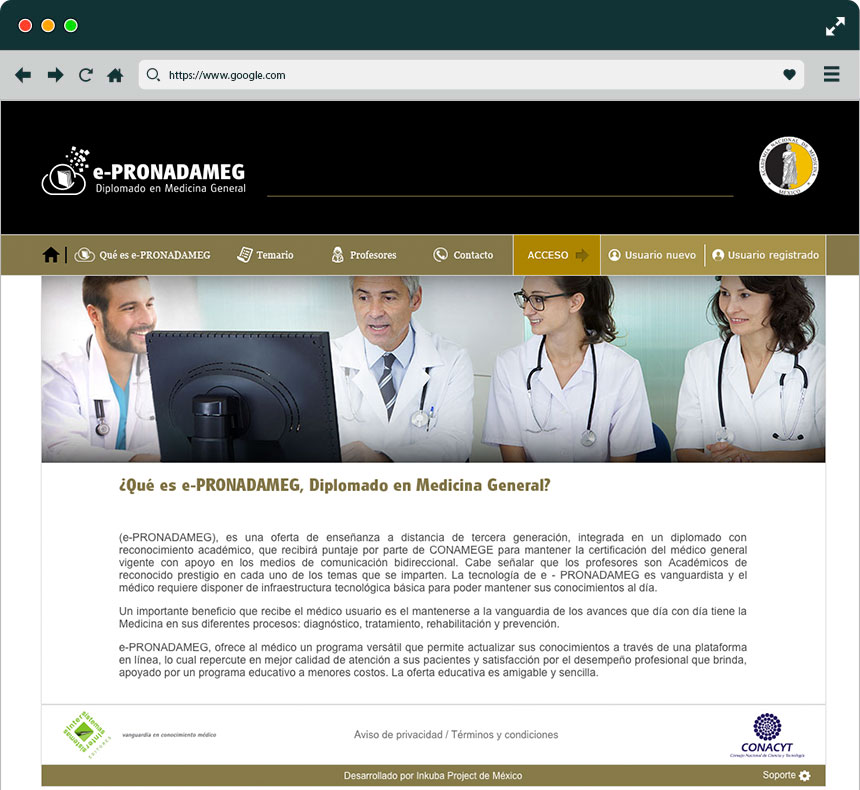 https://www.google.com
e-PRONADAMEG
Diplomado en Medicina General
ACADEMIA NACIONAL DE MEDICINA
MÉXICO
Qué es e-PRONADAMEG
Temario
Profesores
Contacto
ACCESO
Usuario nuevo
Usuario registrado
¿Qué es e-PRONADAMEG, Diplomado en Medicina General?
(e-PRONADAMEG), es una oferta de enseñanza a distancia de tercera generación, integrada en un diplomado con
reconocimiento académico, que recibirá puntaje por parte de CONAMEGE para mantener la certificación del médico general
vigente con apoyo en los medios de comunicación bidireccional. Cabe señalar que los profesores son Académicos de
reconocido prestigio en cada uno de los temas que se imparten. La tecnología de e - PRONADAMEG es vanguardista y el
médico requiere disponer de infraestructura tecnológica básica para poder mantener sus conocimientos al día.
Un importante beneficio que recibe el médico usuario es el mantenerse a la vanguardia de los avances que día con día tiene la
Medicina en sus diferentes procesos: diagnóstico, tratamiento, rehabilitación y prevención.
e-PRONADAMEG, ofrece al médico un programa versátil que permite actualizar sus conocimientos a través de una plataforma
en línea, lo cual repercute en mejor calidad de atención a sus pacientes y satisfacción por el desempeño profesional que brinda,
apoyado por un programa educativo a menores costos. La oferta educativa es amigable y sencilla.
InterSistemas
InterSistemas
EDITORES
vanguardia en conocimiento médico
Aviso de privacidad / Términos y condiciones
CONACYT
Consejo Nacional de Ciencia y Tecnología
Desarrollado por Inkuba Project de México
Soporte